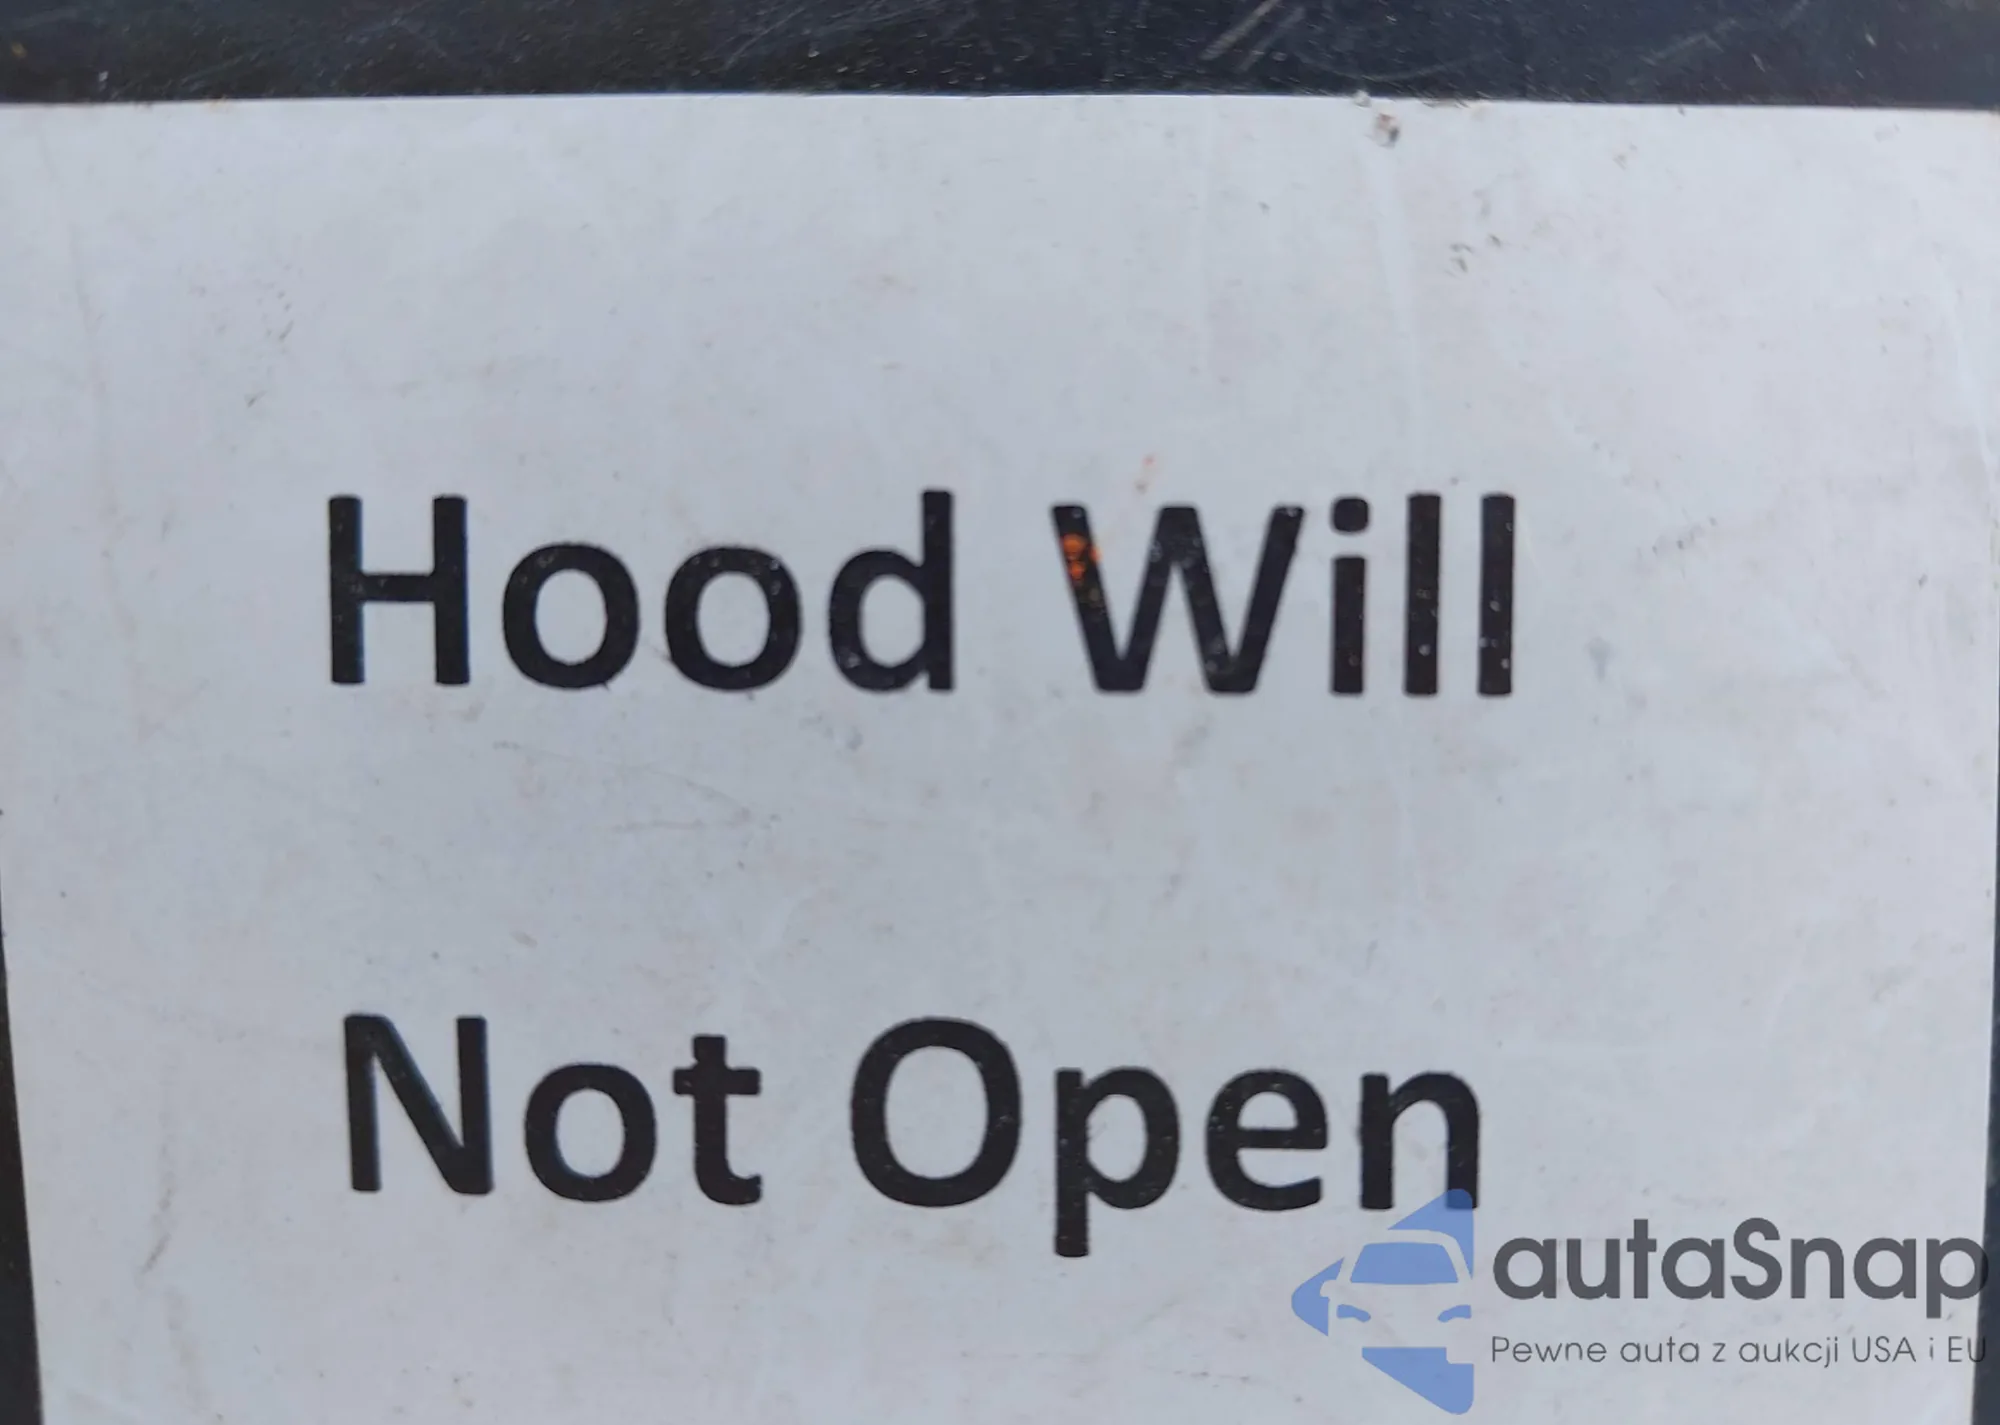 Hood Will
Not Open
autaSnap
Pewne auta z aukcji USA i EU